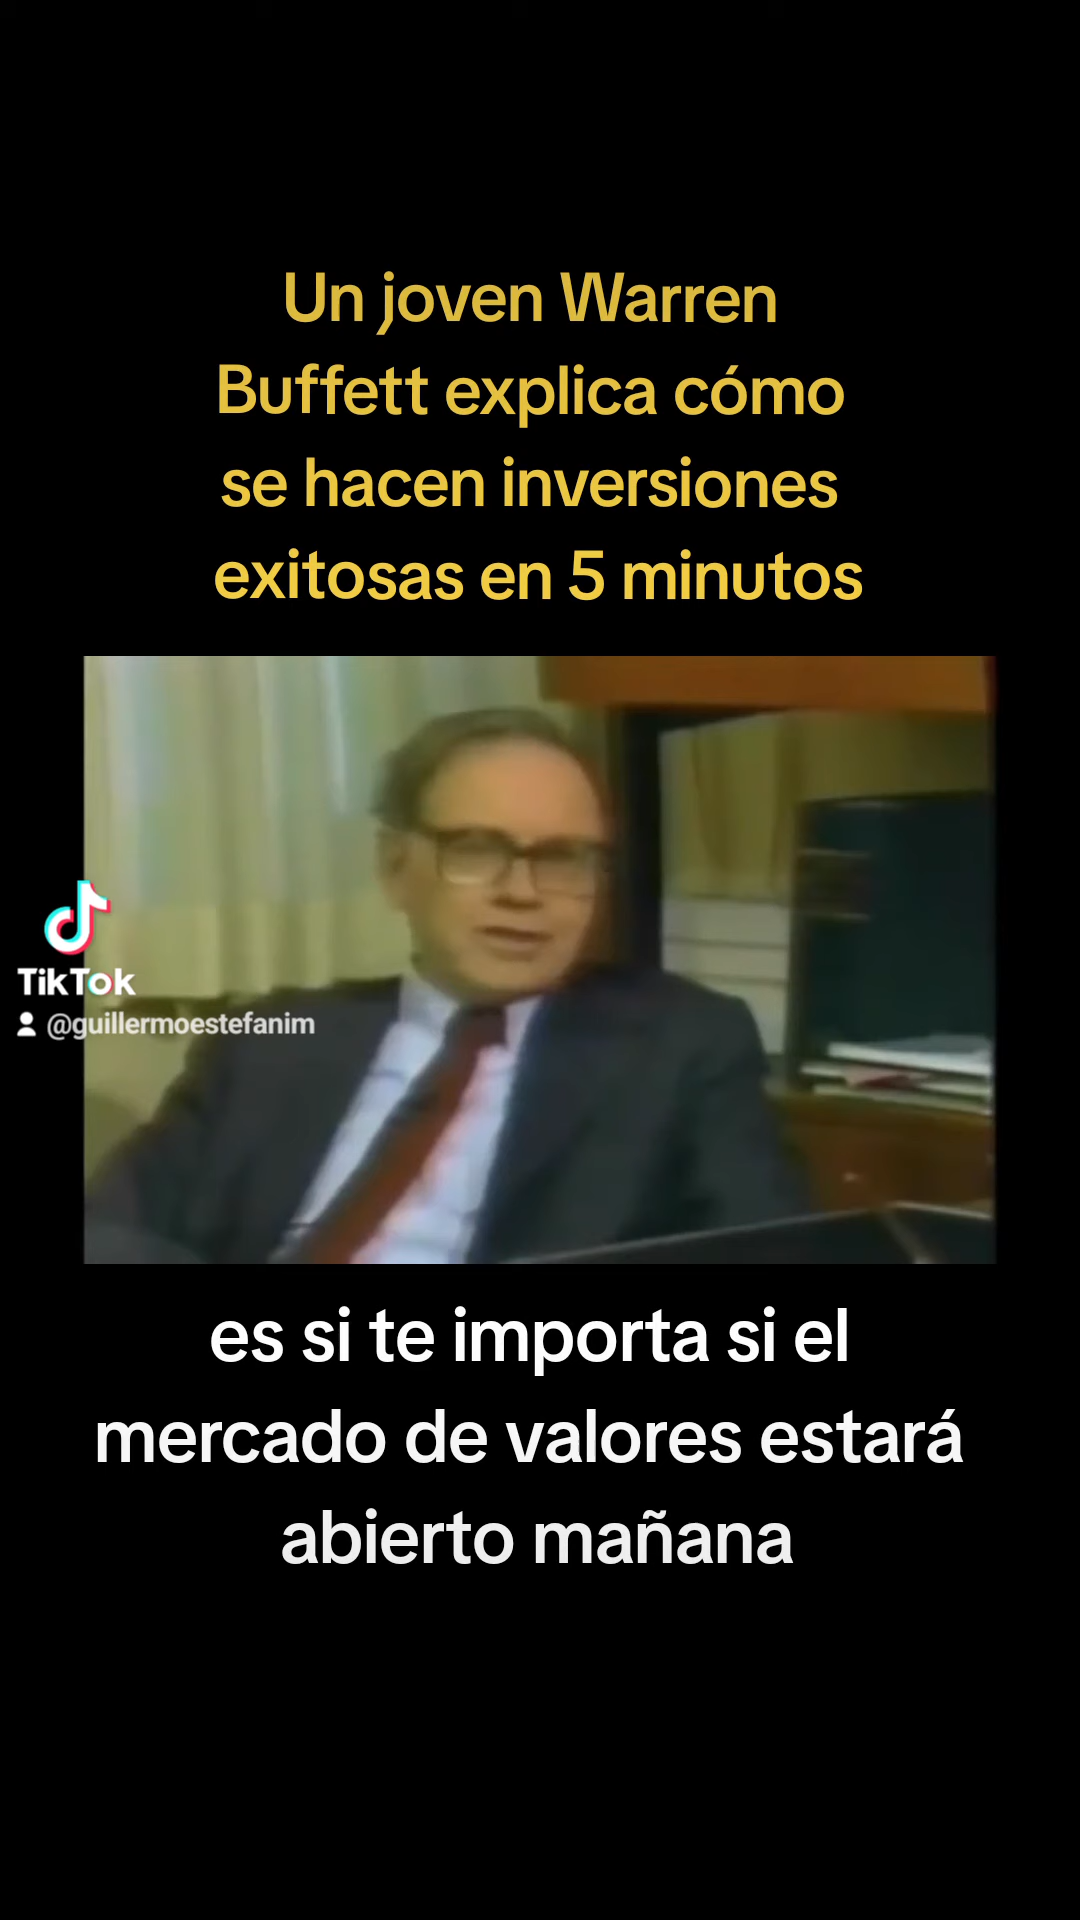 Un joven Warren
Buffett explica cómo
se hacen inversiones
exitosas en 5 minutos
TikTok
@guillermoestefanim
es si te importa si el
mercado de valores estará
abierto mañana